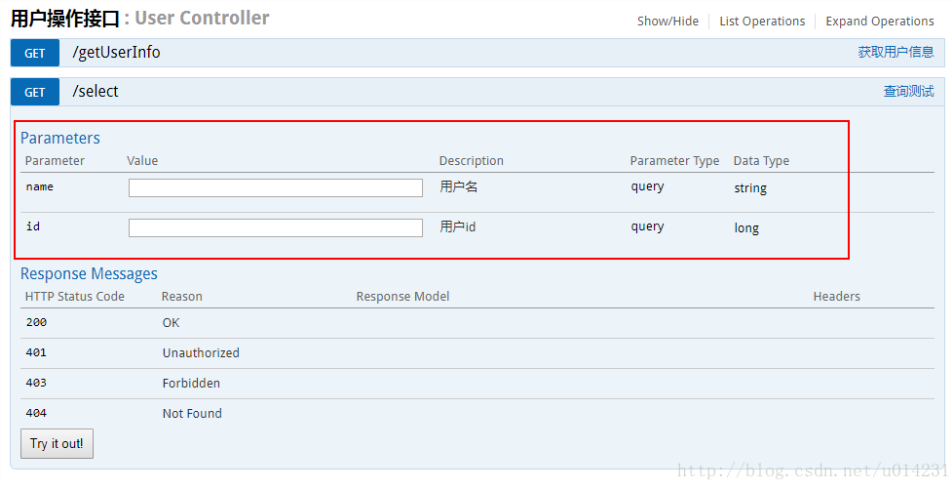 用户操作接口 : User Controller Show/Hide List Operations Expand Operations
GET /getUserInfo 获取用户信息
GET /select 查询测试
Parameters
Parameter Value Description Parameter Type Data Type
name 用户名 query string
id 用户id query long
Response Messages
HTTP Status Code Reason Response Model Headers
200 OK
401 Unauthorized
403 Forbidden
404 Not Found
Try it out!
http://blog.csdn.net/u014231